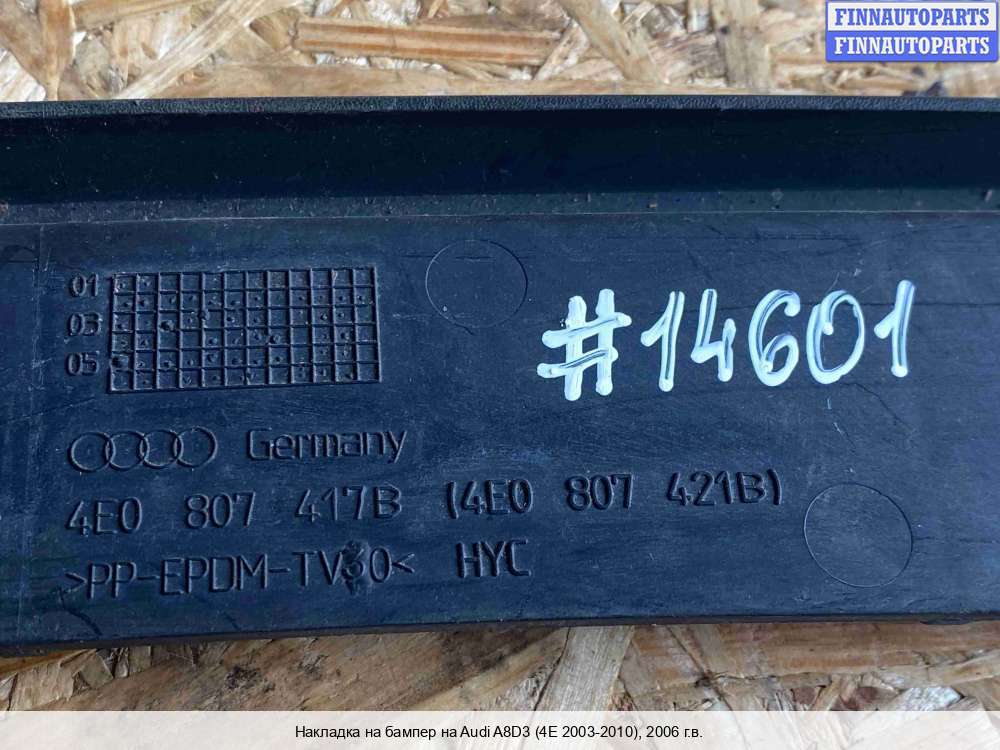 FINNAUTOPARTS
FINNAUTOPARTS
01
03
05
#14601
Germany
4E0 807 417B (4E0 807 421B)
>PP-EPDM-TV30< HYC
Накладка на бампер на Audi A8D3 (4E 2003-2010), 2006 г.в.